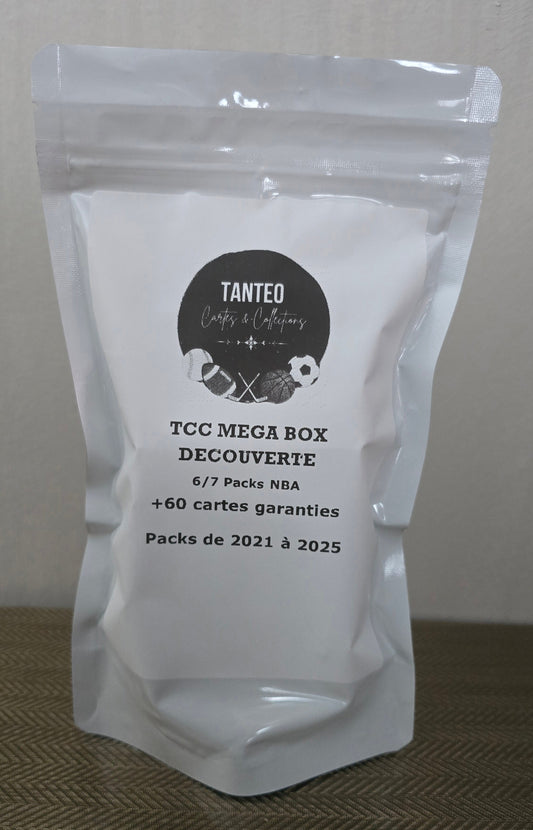 TANTEO
Cartes & Collections
TCC MEGA BOX
DECOUVERTE
6/7 Packs NBA
+60 cartes garanties
Packs de 2021 à 2025